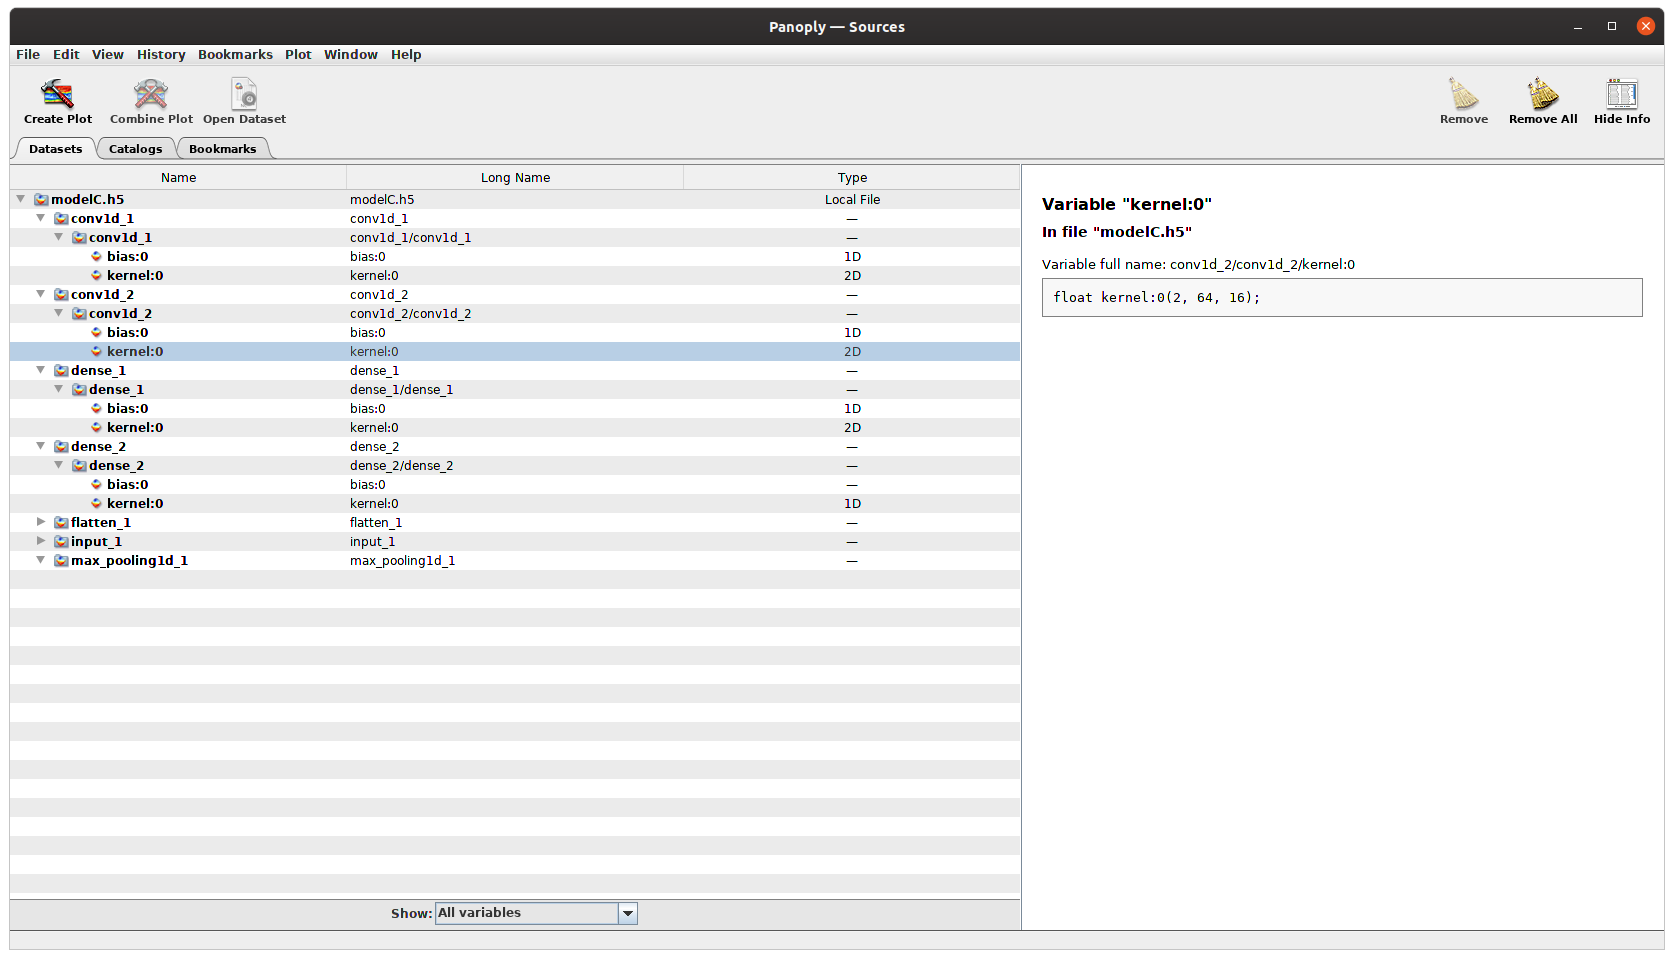 Panoply — Sources
File Edit View History Bookmarks Plot Window Help
Create Plot Combine Plot Open Dataset Remove Remove All Hide Info
Datasets Catalogs Bookmarks
Name Long Name Type
modelC.h5 modelC.h5 Local File
conv1d_1 conv1d_1 —
conv1d_1 conv1d_1/conv1d_1 —
bias:0 bias:0 1D
kernel:0 kernel:0 2D
conv1d_2 conv1d_2 —
conv1d_2 conv1d_2/conv1d_2 —
bias:0 bias:0 1D
kernel:0 kernel:0 2D
dense_1 dense_1 —
dense_1 dense_1/dense_1 —
bias:0 bias:0 1D
kernel:0 kernel:0 2D
dense_2 dense_2 —
dense_2 dense_2/dense_2 —
bias:0 bias:0 —
kernel:0 kernel:0 1D
flatten_1 flatten_1 —
input_1 input_1 —
max_pooling1d_1 max_pooling1d_1 —
Show: All variables
Variable "kernel:0"
In file "modelC.h5"
Variable full name: conv1d_2/conv1d_2/kernel:0
float kernel:0(2, 64, 16);